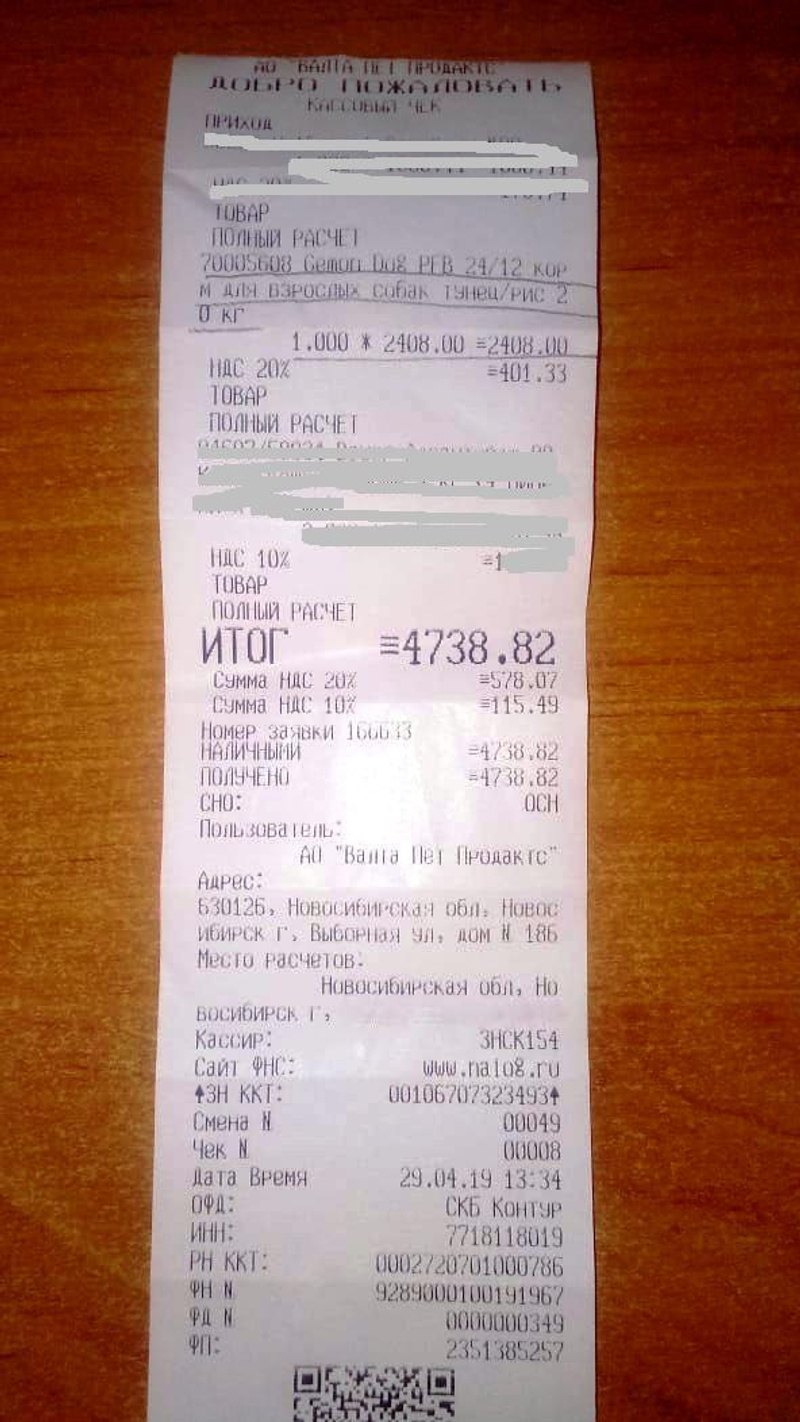 АО "ВАЛТА ПЕТ ПРОДАКТС"
ДОБРО ПОЖАЛОВАТЬ
КАССОВЫЙ ЧЕК
ПРИХОД
НДС 20%
ТОВАР
ПОЛНЫЙ РАСЧЕТ
70005608 Gemon Dog PFB 24/12 кор
м для взрослых собак тунец/рис 2
0 кг
1.000 * 2408.00 =2408.00
НДС 20% =401.33
ТОВАР
ПОЛНЫЙ РАСЧЕТ
НДС 10% =1
ТОВАР
ПОЛНЫЙ РАСЧЕТ
ИТОГ =4738.82
Сумма НДС 20% =578.07
Сумма НДС 10% =115.49
Номер заявки 166633
НАЛИЧНЫМИ =4738.82
ПОЛУЧЕНО =4738.82
СНО: ОСН
Пользователь:
АО "Валта Пет Продактс"
Адрес:
630126, Новосибирская обл, Новос
ибирск г, Выборная ул, дом № 186
Место расчетов:
Новосибирская обл, Но
восибирск г,
Кассир: ЗНСК154
Сайт ФНС: www.nalog.ru
↑ЗН ККТ: 00106707323493↑
Смена № 00049
Чек № 00008
Дата Время 29.04.19 13:34
ОФД: СКБ Контур
ИНН: 7718118019
РН ККТ: 0002720701000786
ФН № 9289000100191967
ФД № 0000000349
ФП: 2351385257